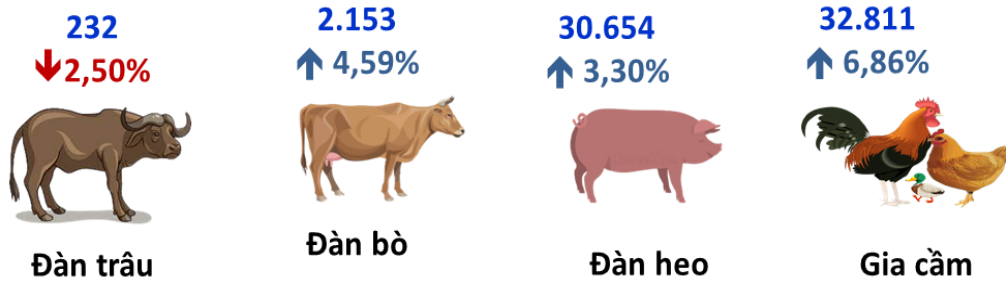 232
2,50%
Đàn trâu
2.153
4,59%
Đàn bò
30.654
3,30%
Đàn heo
32.811
6,86%
Gia cầm